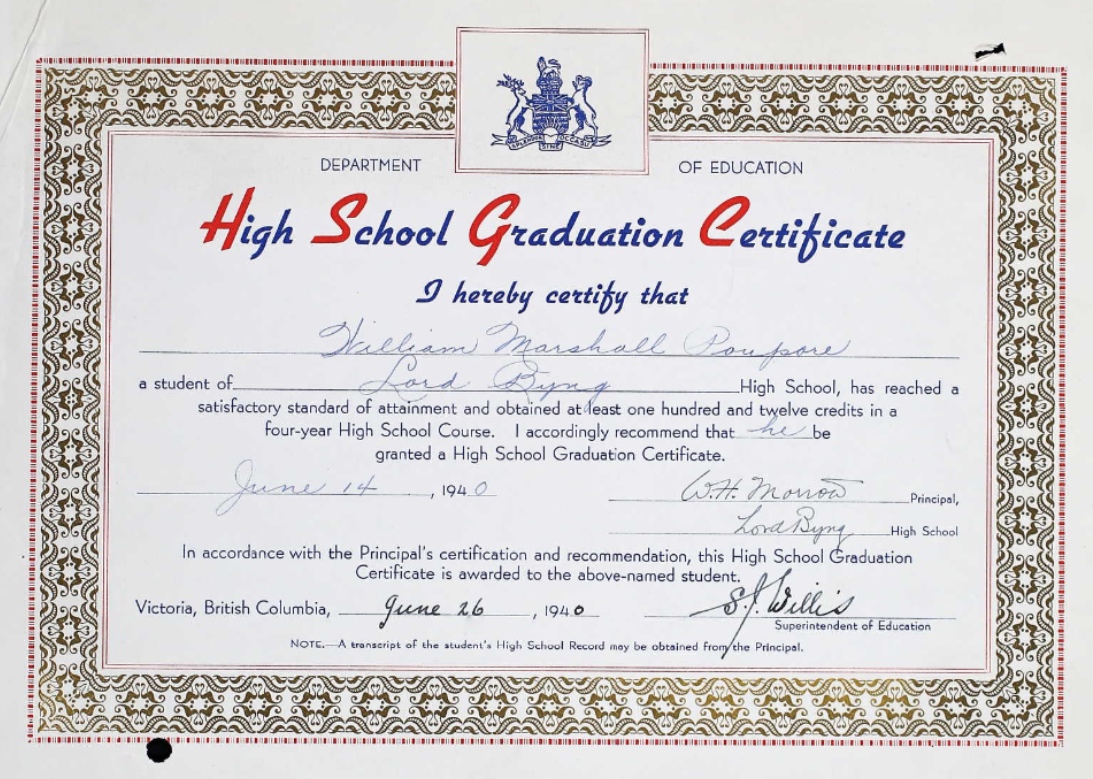 SPLENDOR SINE OCCASU
DEPARTMENT OF EDUCATION
High School Graduation Certificate
I hereby certify that
William Marshall Poupore
a student of Lord Byng High School, has reached a
satisfactory standard of attainment and obtained at least one hundred and twelve credits in a
four-year High School Course. I accordingly recommend that he be
granted a High School Graduation Certificate.
June 14, 1940 W.H. Morrow Principal,
Lord Byng High School
In accordance with the Principal's certification and recommendation, this High School Graduation
Certificate is awarded to the above-named student.
Victoria, British Columbia, June 26, 1940 S.J. Willis
Superintendent of Education
NOTE.—A transcript of the student's High School Record may be obtained from the Principal.